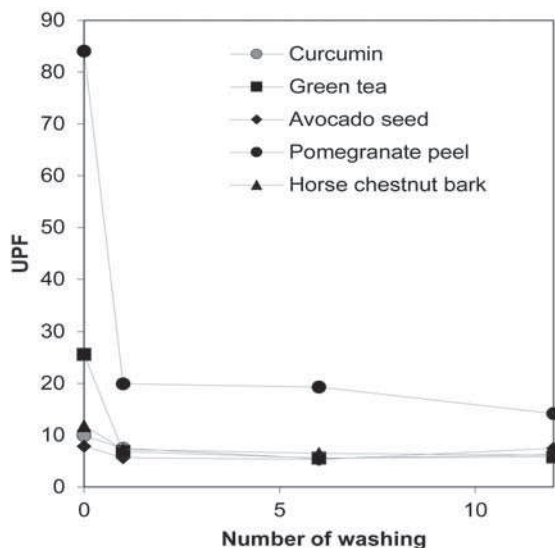 90
80
70
60
50
40
30
20
10
0
UPF
Curcumin
Green tea
Avocado seed
Pomegranate peel
Horse chestnut bark
0 5 10
Number of washing